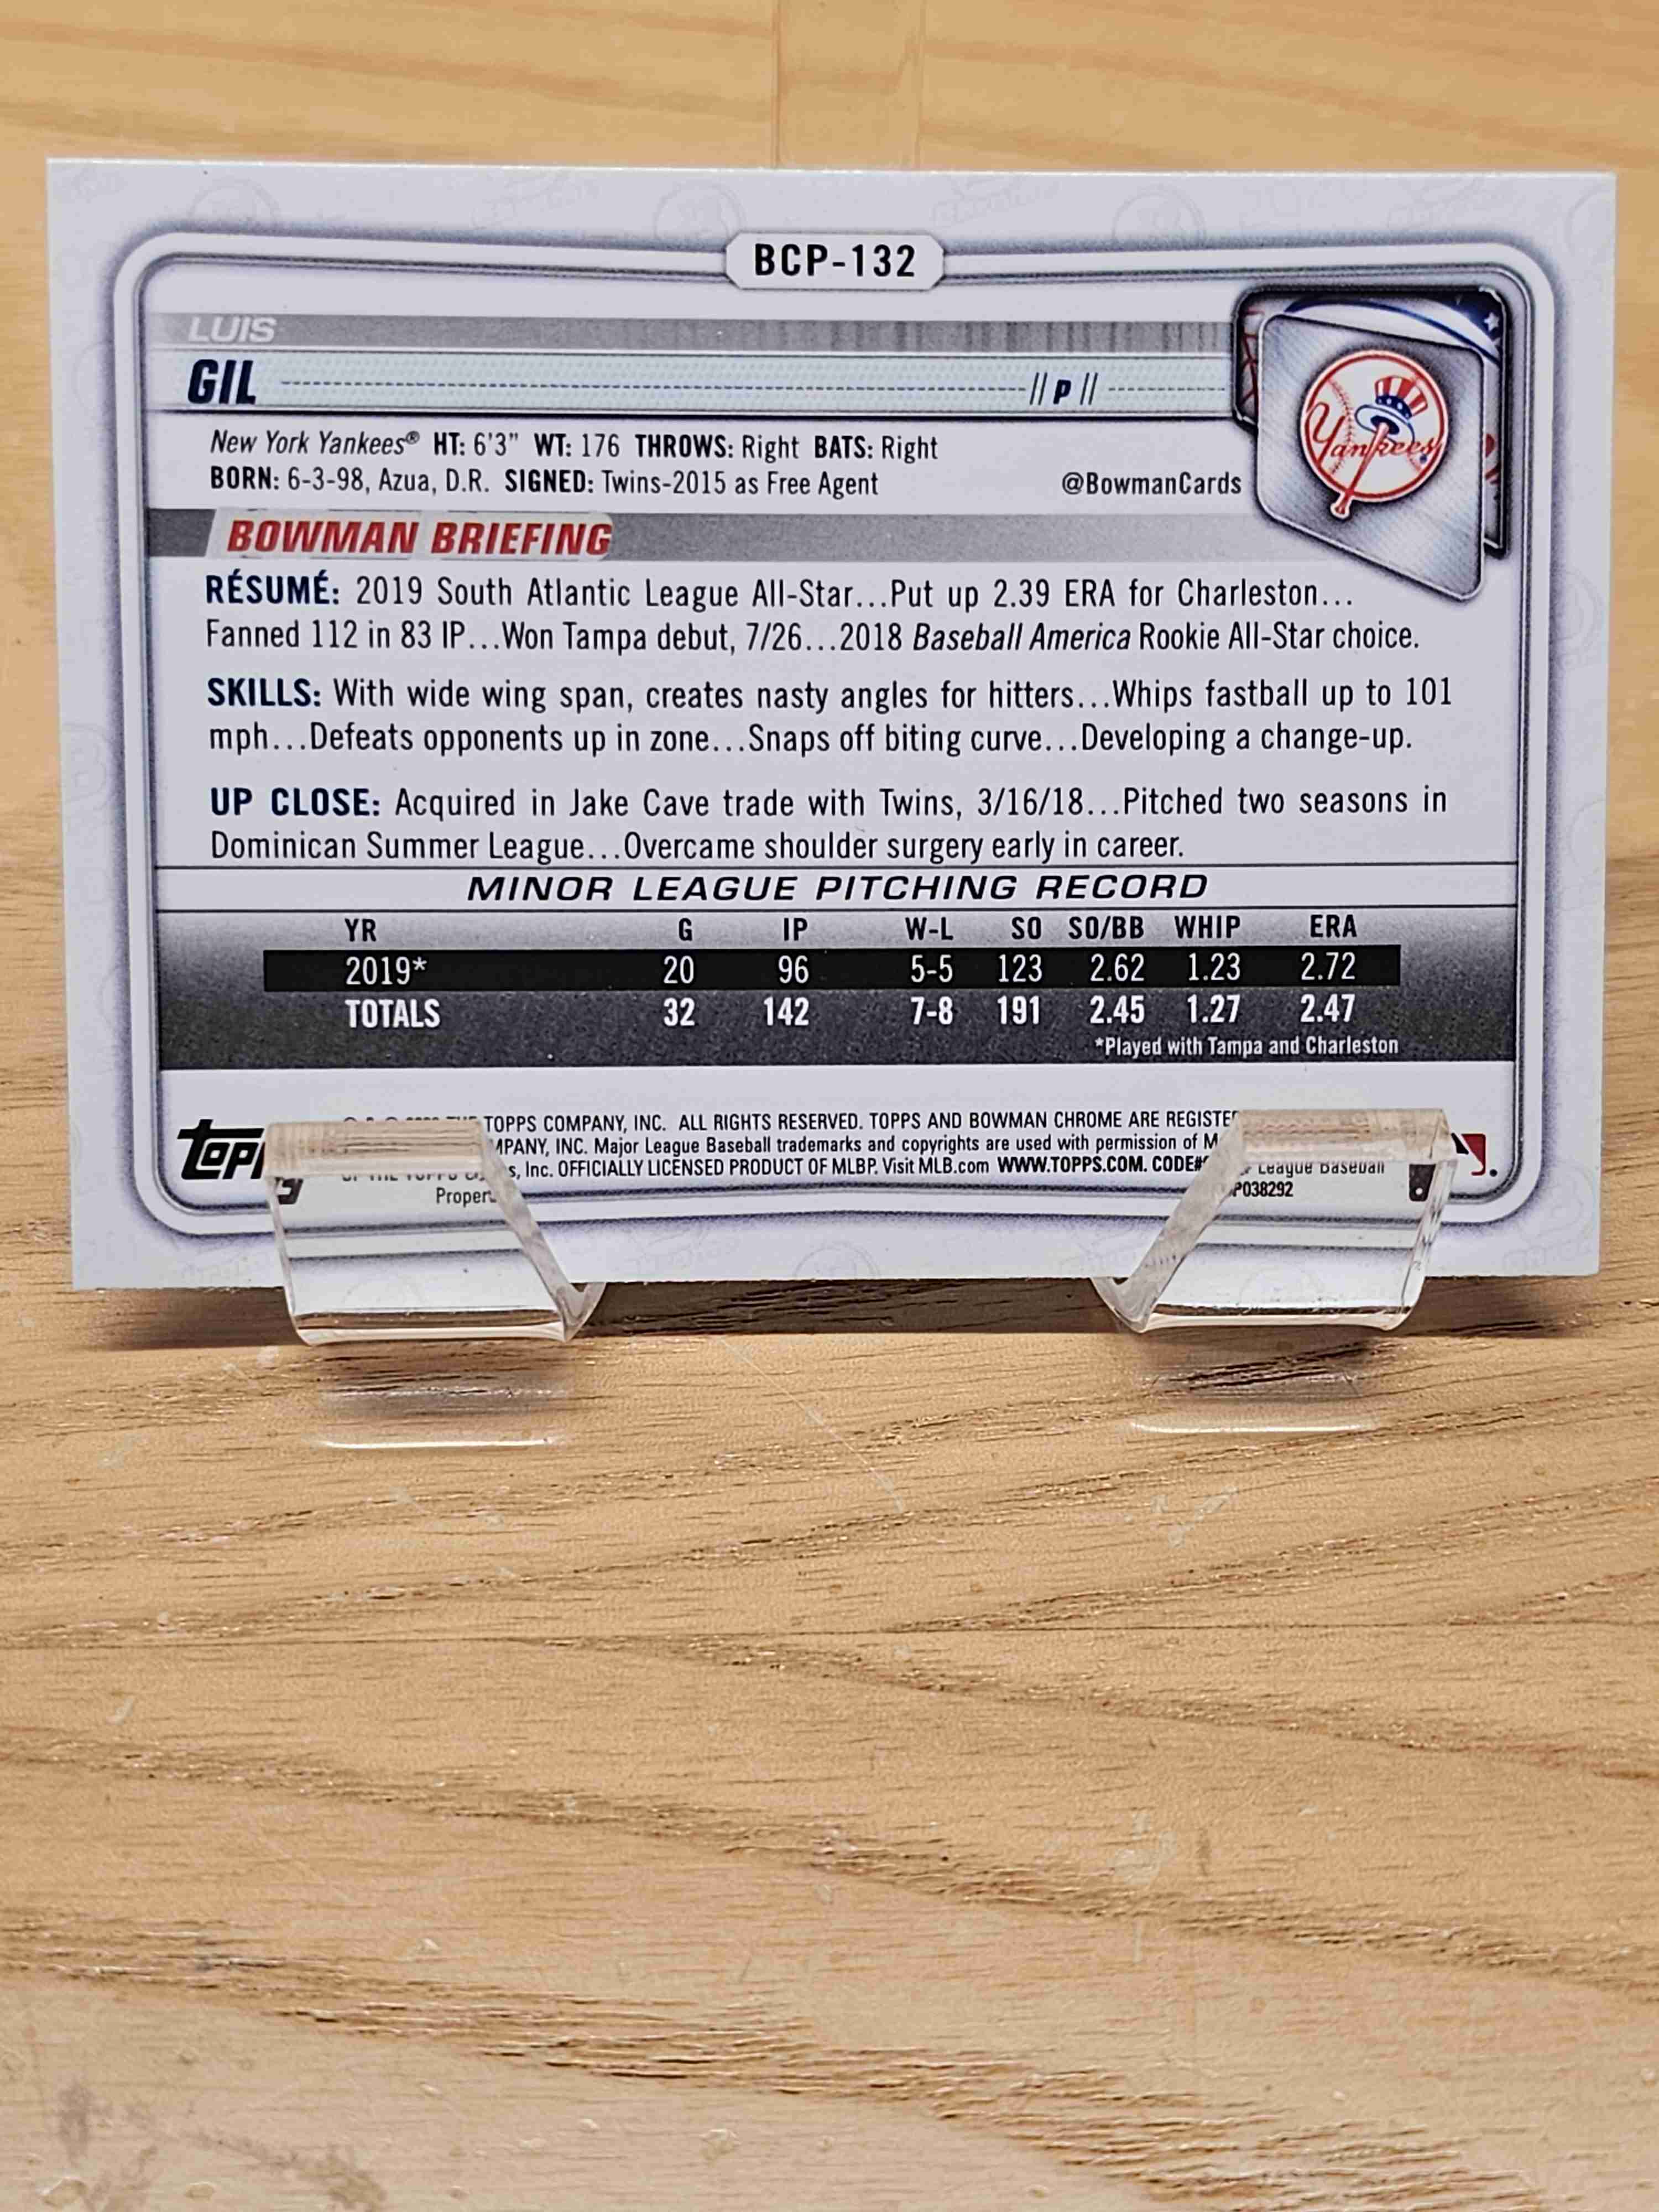 BCP-132
LUIS
GIL // P //
New York Yankees® HT: 6'3" WT: 176 THROWS: Right BATS: Right
BORN: 6-3-98, Azua, D.R. SIGNED: Twins-2015 as Free Agent @BowmanCards
Yankees
BOWMAN BRIEFING
RÉSUMÉ: 2019 South Atlantic League All-Star...Put up 2.39 ERA for Charleston...
Fanned 112 in 83 IP...Won Tampa debut, 7/26...2018 Baseball America Rookie All-Star choice.
SKILLS: With wide wing span, creates nasty angles for hitters...Whips fastball up to 101
mph...Defeats opponents up in zone...Snaps off biting curve...Developing a change-up.
UP CLOSE: Acquired in Jake Cave trade with Twins, 3/16/18...Pitched two seasons in
Dominican Summer League...Overcame shoulder surgery early in career.
MINOR LEAGUE PITCHING RECORD
YR G IP W-L SO SO/BB WHIP ERA
2019* 20 96 5-5 123 2.62 1.23 2.72
TOTALS 32 142 7-8 191 2.45 1.27 2.47
*Played with Tampa and Charleston
TOPPS COMPANY, INC. ALL RIGHTS RESERVED. TOPPS AND BOWMAN CHROME ARE
INC. Major League Baseball trademarks and copyrights are used with permission of
Inc. OFFICIALLY LICENSED PRODUCT OF MLBP. Visit MLB.com WWW.TOPPS.COM. CODE# League Baseball
P038292